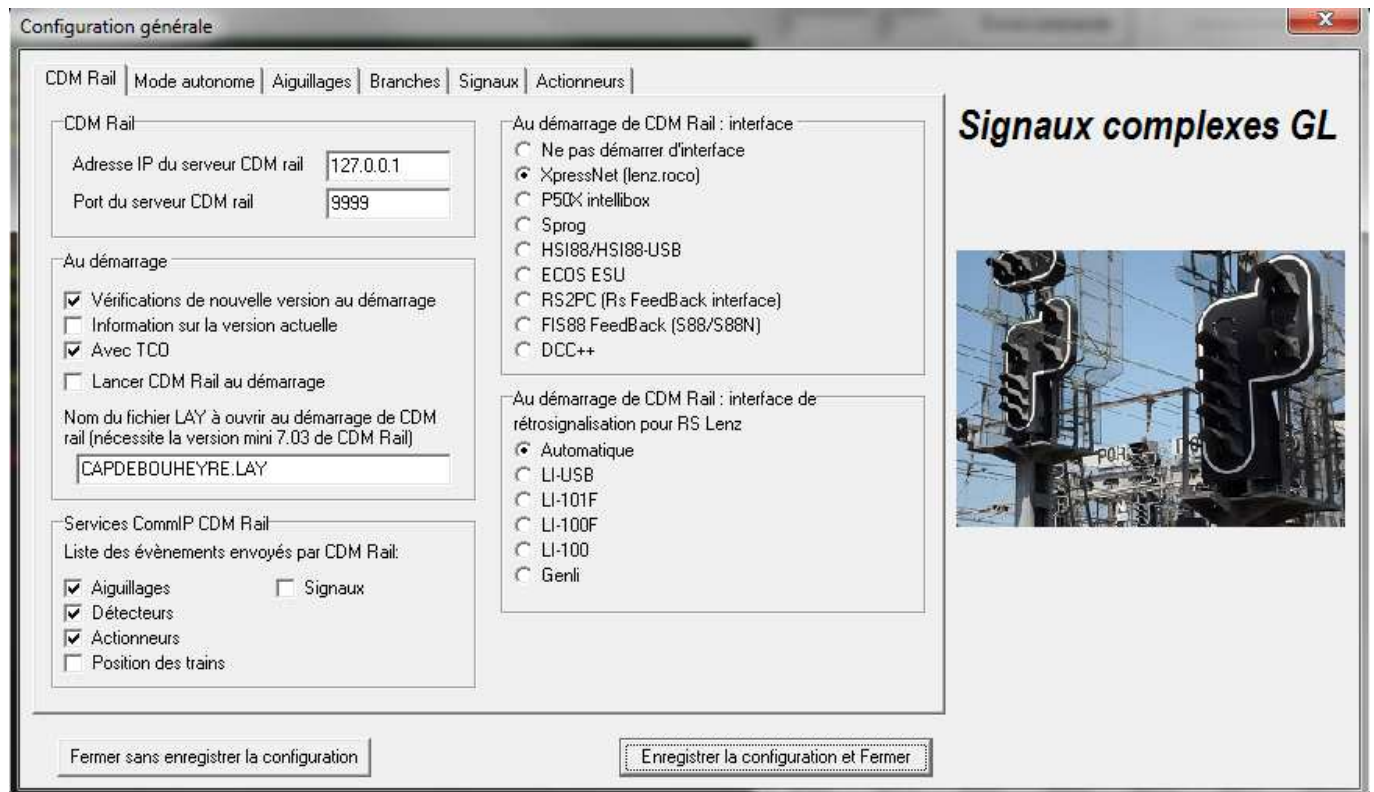 Configuration générale
CDM Rail
Mode autonome
Aiguillages
Branches
Signaux
Actionneurs
CDM Rail
Adresse IP du serveur CDM rail
127.0.0.1
Port du serveur CDM rail
9999
Au démarrage
Vérifications de nouvelle version au démarrage
Information sur la version actuelle
Avec TCO
Lancer CDM Rail au démarrage
Nom du fichier LAY à ouvrir au démarrage de CDM
rail (nécessite la version mini 7.03 de CDM Rail)
CAPDEBOUHEYRE.LAY
Services CommIP CDM Rail
Liste des évènements envoyés par CDM Rail:
Aiguillages
Signaux
Détecteurs
Actionneurs
Position des trains
Au démarrage de CDM Rail : interface
Ne pas démarrer d'interface
XpressNet (lenz.roco)
P50X intellibox
Sprog
HSI88/HSI88-USB
ECOS ESU
RS2PC (Rs FeedBack interface)
FIS88 FeedBack (S88/S88N)
DCC++
Au démarrage de CDM Rail : interface de
rétrosignalisation pour RS Lenz
Automatique
LI-USB
LI-101F
LI-100F
LI-100
Genli
Signaux complexes GL
Fermer sans enregistrer la configuration
Enregistrer la configuration et Fermer